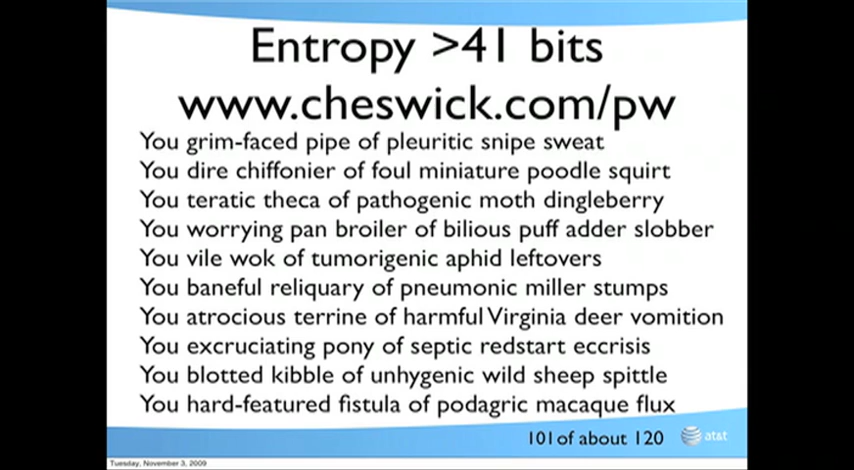 Entropy >41 bits
www.cheswick.com/pw
You grim-faced pipe of pleuritic snipe sweat
You dire chiffonier of foul miniature poodle squirt
You teratic theca of pathogenic moth dingleberry
You worrying pan broiler of bilious puff adder slobber
You vile wok of tumorigenic aphid leftovers
You baneful reliquary of pneumonic miller stumps
You atrocious terrine of harmful Virginia deer vomition
You excruciating pony of septic redstart eccrisis
You blotted kibble of unhygenic wild sheep spittle
You hard-featured fistula of podagric macaque flux
101 of about 120
at&t
Tuesday, November 3, 2009